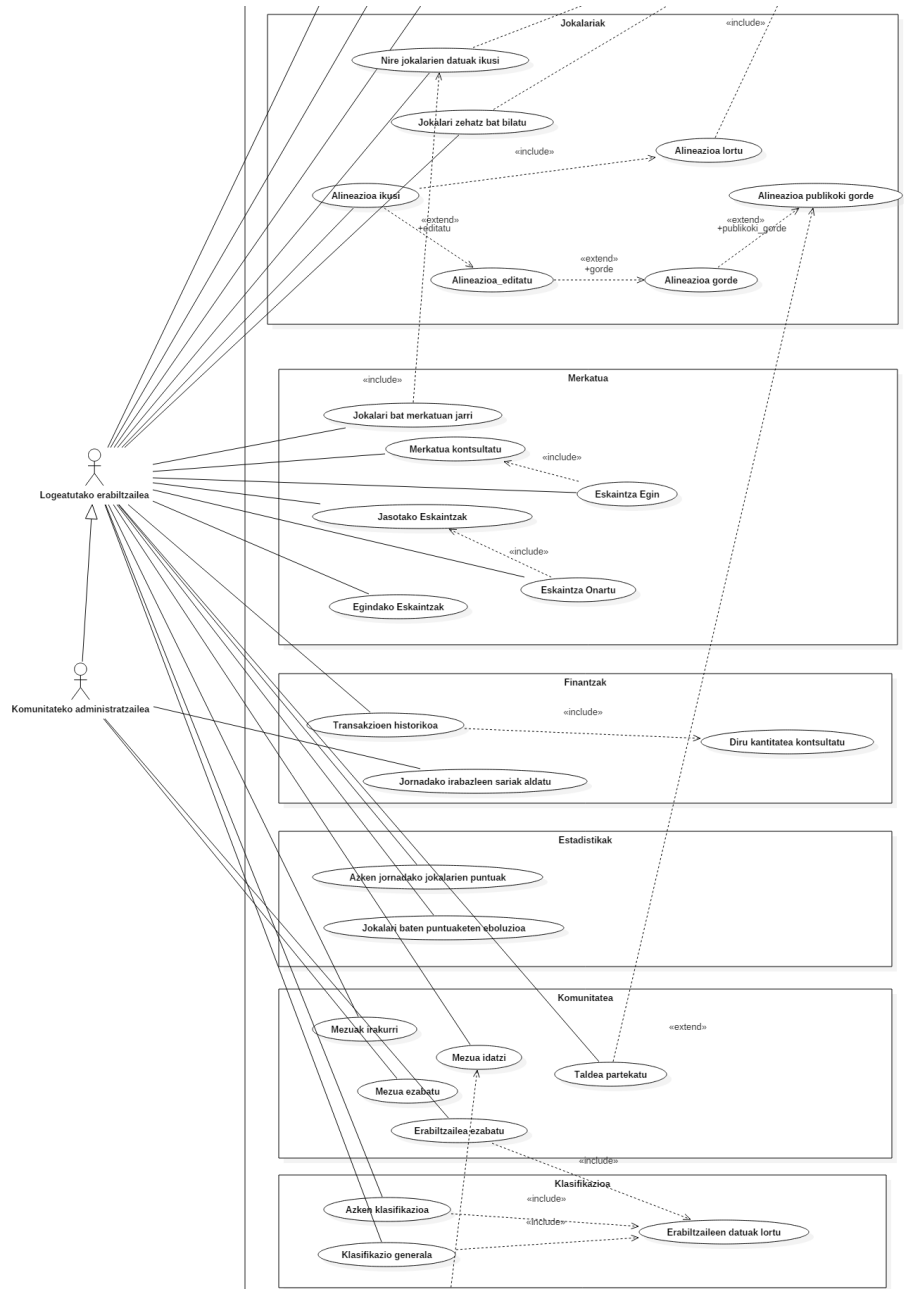 Jokalariak
«include»
Nire jokalarien datuak ikusi
Jokalari zehatz bat bilatu
«include»
Alineazioa lortu
Alineazioa ikusi
Alineazioa publikoki gorde
«extend»
+editatu
«extend»
+publikoki_gorde
«extend»
+gorde
Alineazioa_editatu
Alineazioa gorde
Merkatua
«include»
Jokalari bat merkatuan jarri
Merkatua kontsultatu
«include»
Eskaintza Egin
Logeatutako erabiltzailea
Jasotako Eskaintzak
«include»
Eskaintza Onartu
Egindako Eskaintzak
Finantzak
Komunitateko administratzailea
«include»
Transakzioen historikoa
Diru kantitatea kontsultatu
Jornadako irabazleen sariak aldatu
Estadistikak
Azken jornadako jokalarien puntuak
Jokalari baten puntuaketen eboluzioa
Komunitatea
Mezuak irakurri
«extend»
Mezua idatzi
Taldea partekatu
Mezua ezabatu
Erabiltzailea ezabatu
«include»
Klasifikazioa
«include»
Azken klasifikazioa
«include»
Erabiltzaileen datuak lortu
Klasifikazio generala